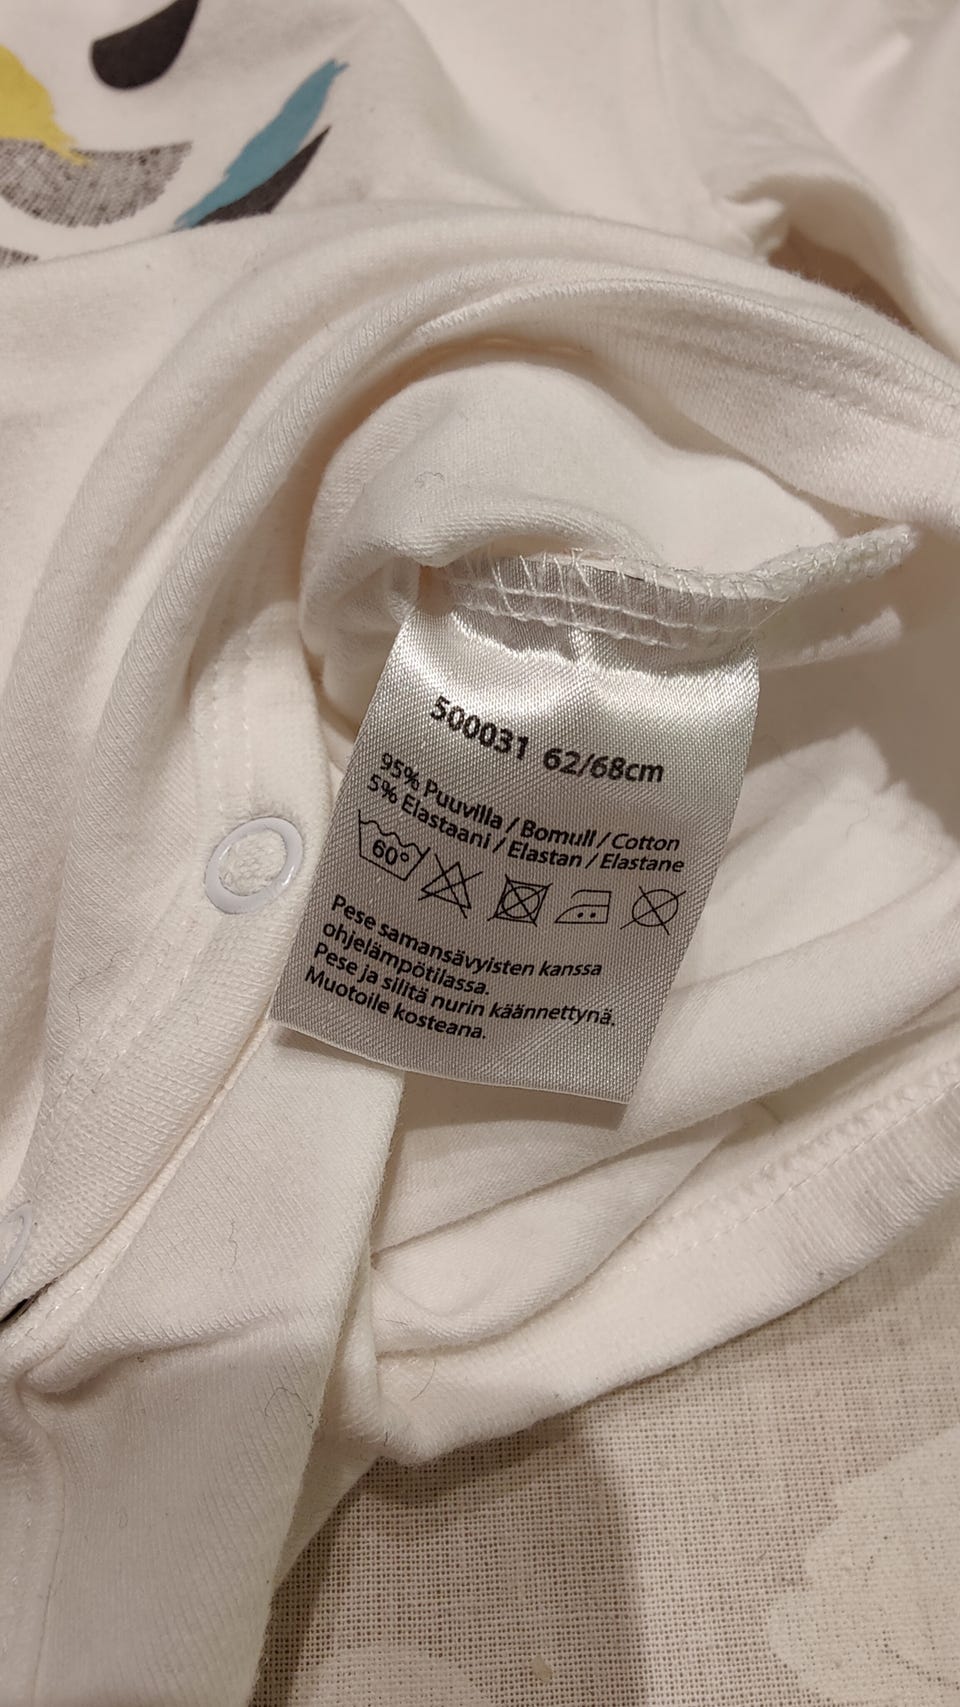 500031 62/68cm
95% Puuvilla / Bomull / Cotton
5% Elastaani / Elastan / Elastane
60°
Pese samansävyisten kanssa
ohjelämpötilassa.
Pese ja silitä nurin käännettynä.
Muotoile kosteana.